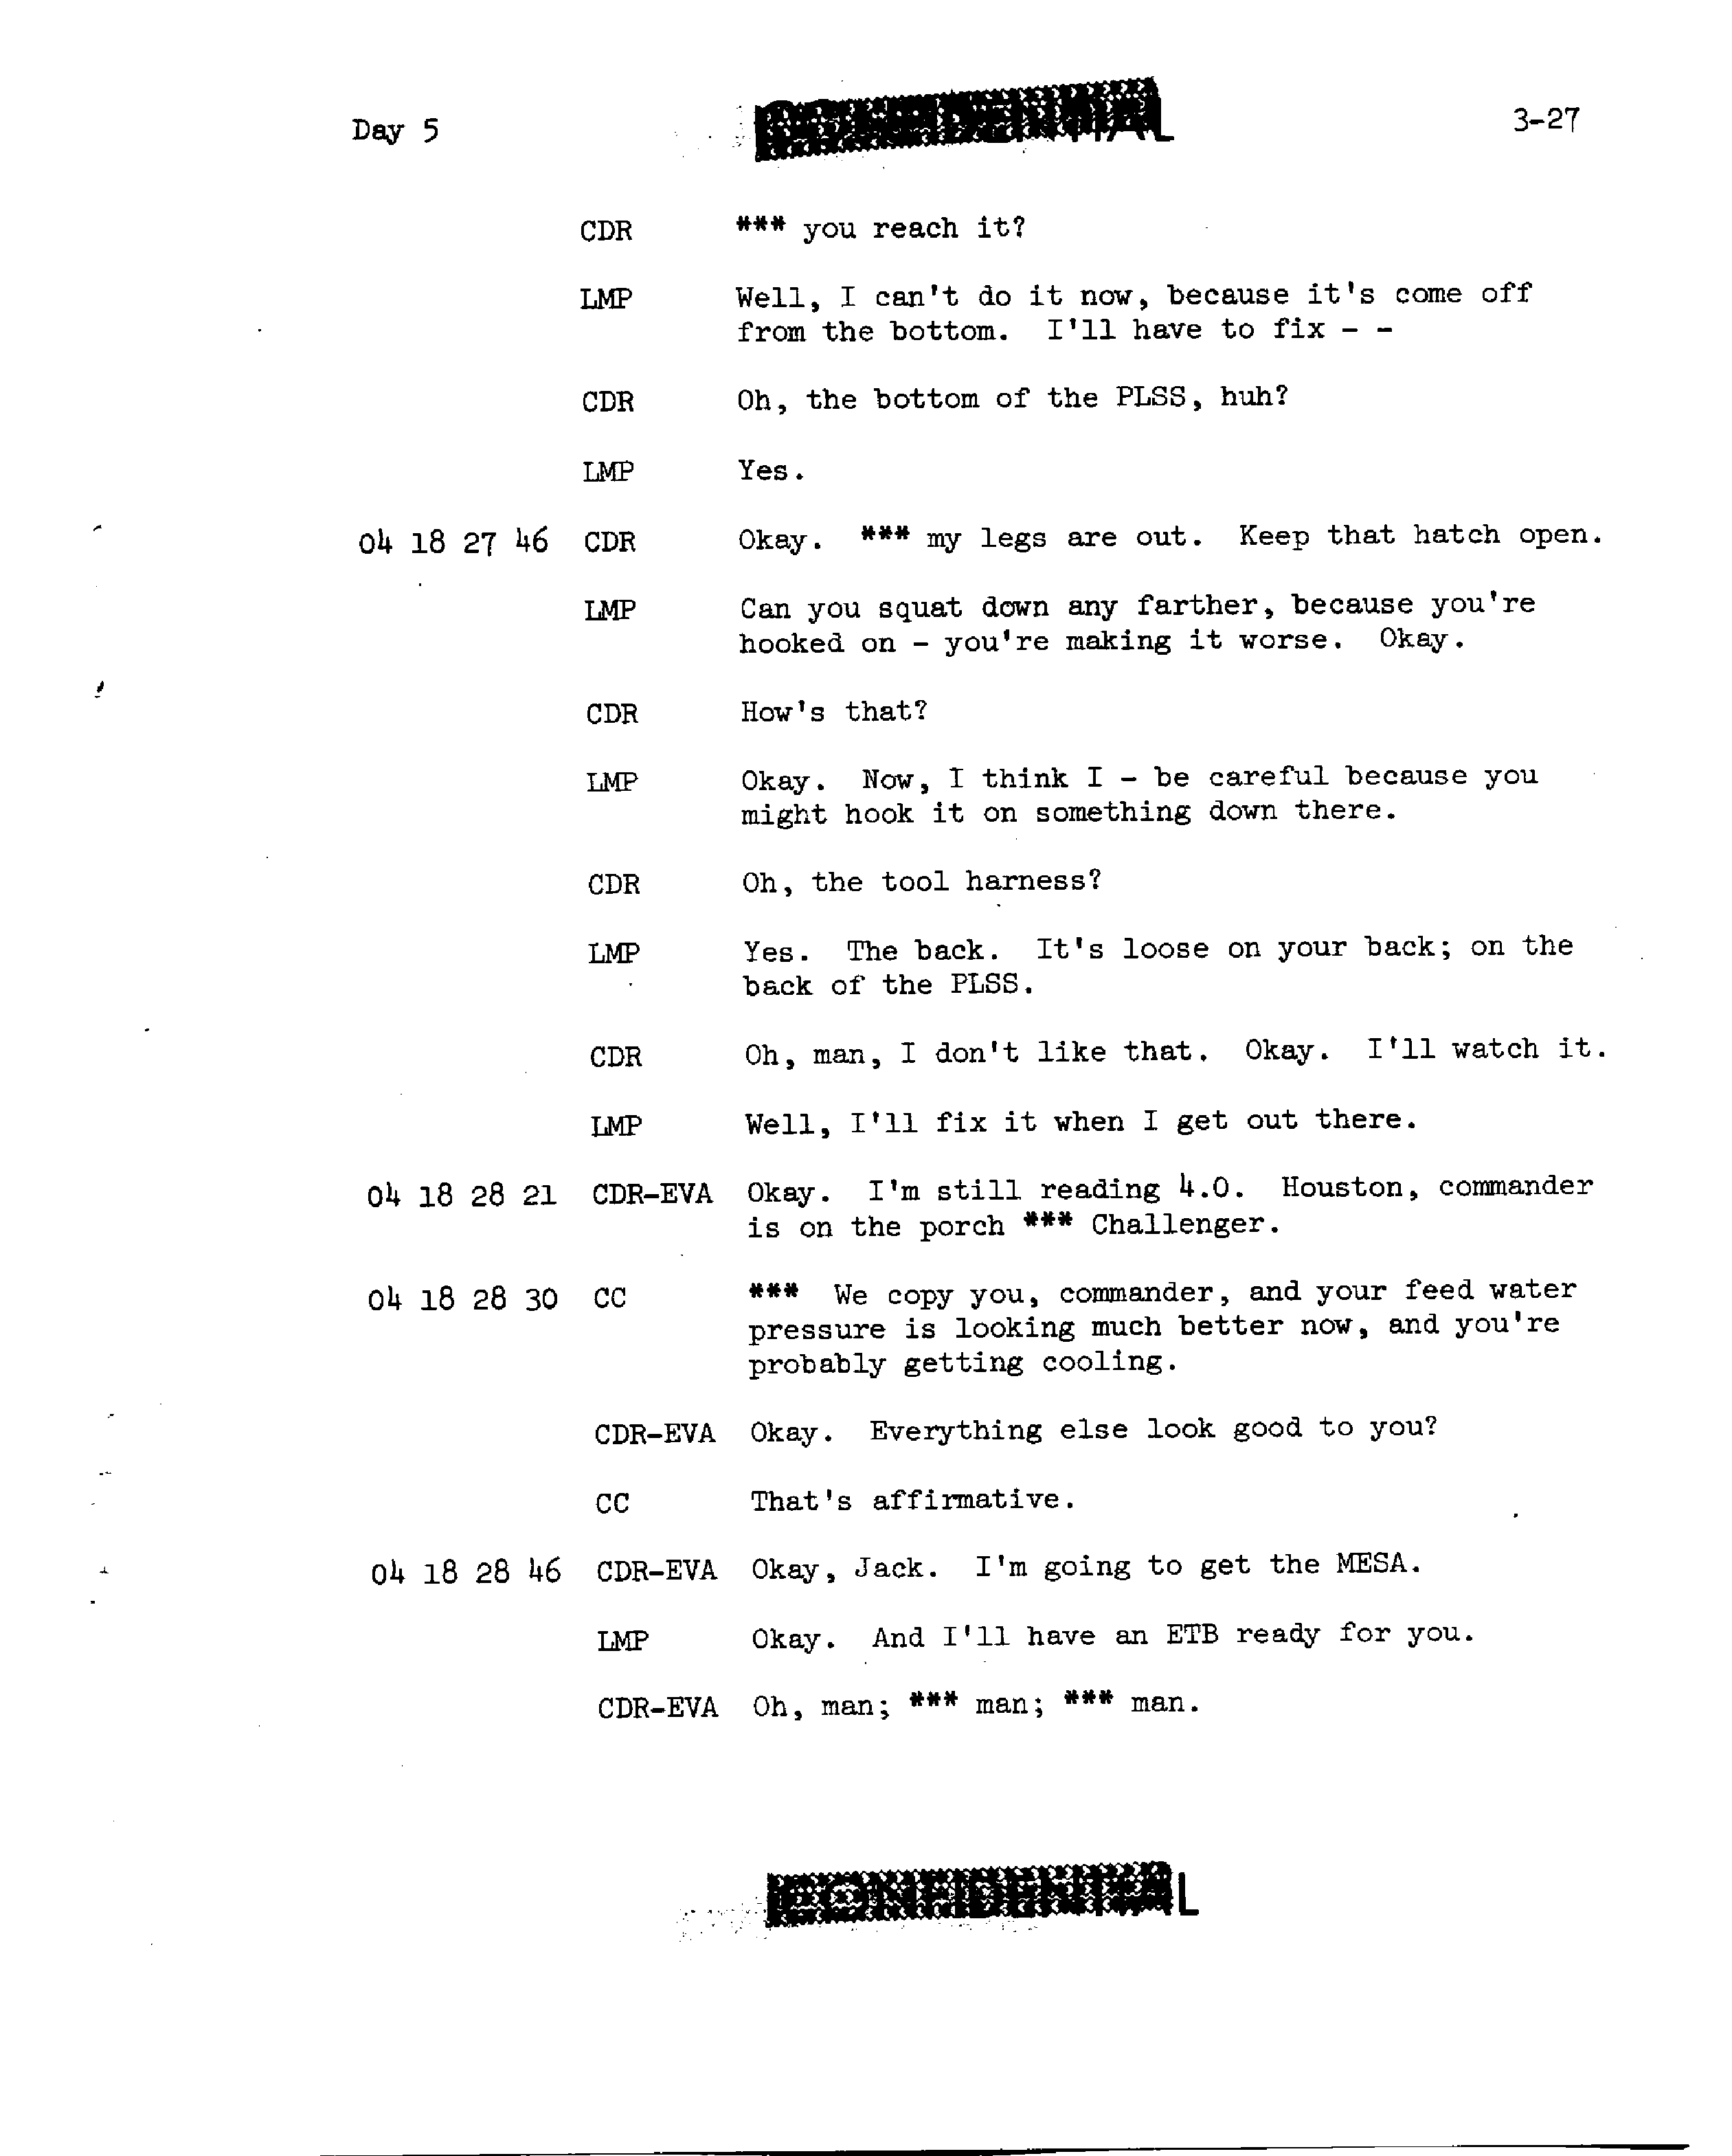 Day 5
CONFIDENTIAL
3-27
CDR *** you reach it?
LMP Well, I can't do it now, because it's come off
from the bottom. I'll have to fix - -
CDR Oh, the bottom of the PLSS, huh?
LMP Yes.
04 18 27 46 CDR Okay. *** my legs are out. Keep that hatch open.
LMP Can you squat down any farther, because you're
hooked on - you're making it worse. Okay.
CDR How's that?
LMP Okay. Now, I think I - be careful because you
might hook it on something down there.
CDR Oh, the tool harness?
LMP Yes. The back. It's loose on your back; on the
back of the PLSS.
CDR Oh, man, I don't like that. Okay. I'll watch it.
LMP Well, I'll fix it when I get out there.
04 18 28 21 CDR-EVA Okay. I'm still reading 4.0. Houston, commander
is on the porch *** Challenger.
04 18 28 30 CC *** We copy you, commander, and your feed water
pressure is looking much better now, and you're
probably getting cooling.
CDR-EVA Okay. Everything else look good to you?
CC That's affirmative.
04 18 28 46 CDR-EVA Okay, Jack. I'm going to get the MESA.
LMP Okay. And I'll have an ETB ready for you.
CDR-EVA Oh, man; *** man; *** man.
CONFIDENTIAL